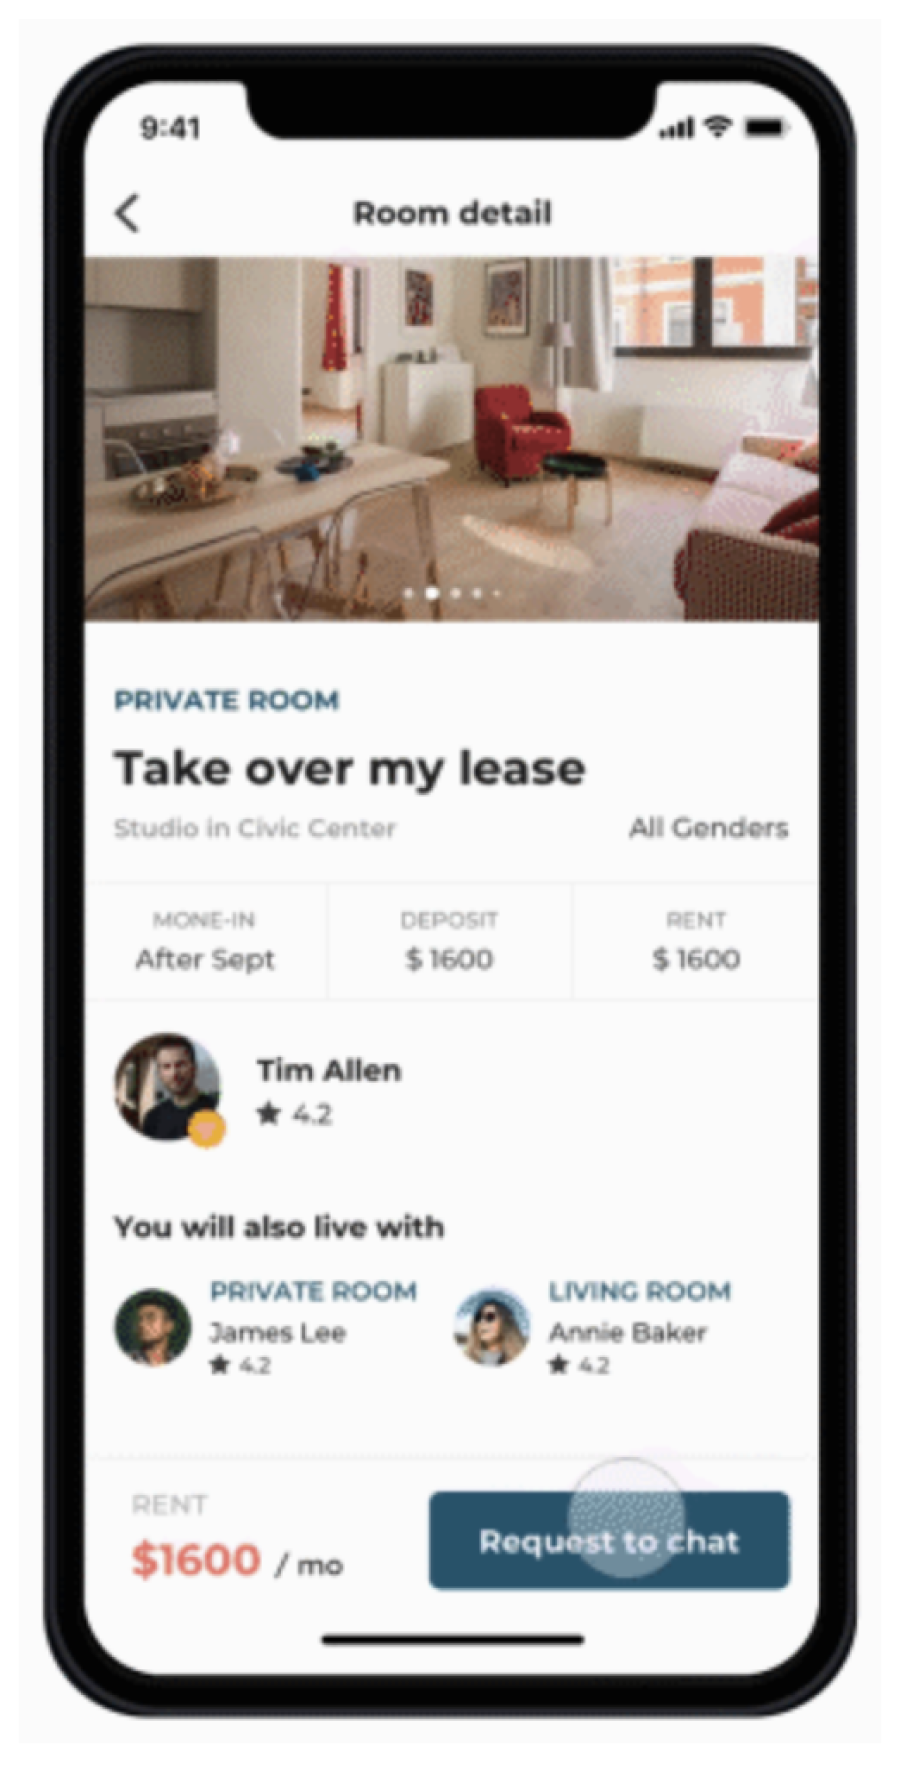 9:41
Room detail
PRIVATE ROOM
Take over my lease
Studio in Civic Center All Genders
MONE-IN DEPOSIT RENT
After Sept $ 1600 $ 1600
Tim Allen
★ 4.2
You will also live with
PRIVATE ROOM LIVING ROOM
James Lee Annie Baker
★ 4.2 ★ 4.2
RENT
$1600 / mo Request to chat